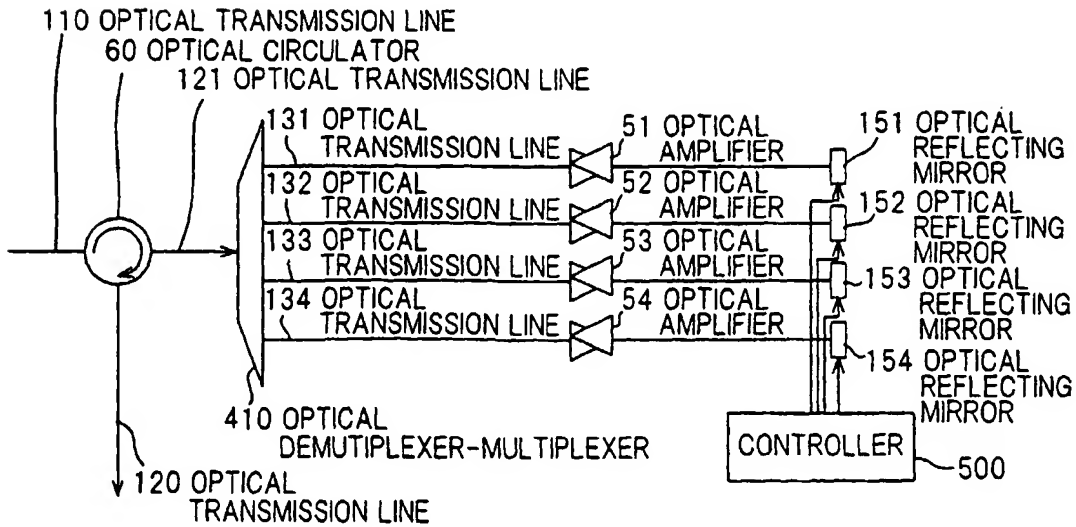 110 OPTICAL TRANSMISSION LINE
60 OPTICAL CIRCULATOR
121 OPTICAL TRANSMISSION LINE
131 OPTICAL
TRANSMISSION LINE
51 OPTICAL
AMPLIFIER
151 OPTICAL
REFLECTING
MIRROR
132 OPTICAL
TRANSMISSION LINE
52 OPTICAL
AMPLIFIER
152 OPTICAL
REFLECTING
MIRROR
133 OPTICAL
TRANSMISSION LINE
53 OPTICAL
AMPLIFIER
153 OPTICAL
REFLECTING
MIRROR
134 OPTICAL
TRANSMISSION LINE
54 OPTICAL
AMPLIFIER
154 OPTICAL
REFLECTING
MIRROR
410 OPTICAL
DEMUTIPLEXER-MULTIPLEXER
CONTROLLER
500
120 OPTICAL
TRANSMISSION LINE